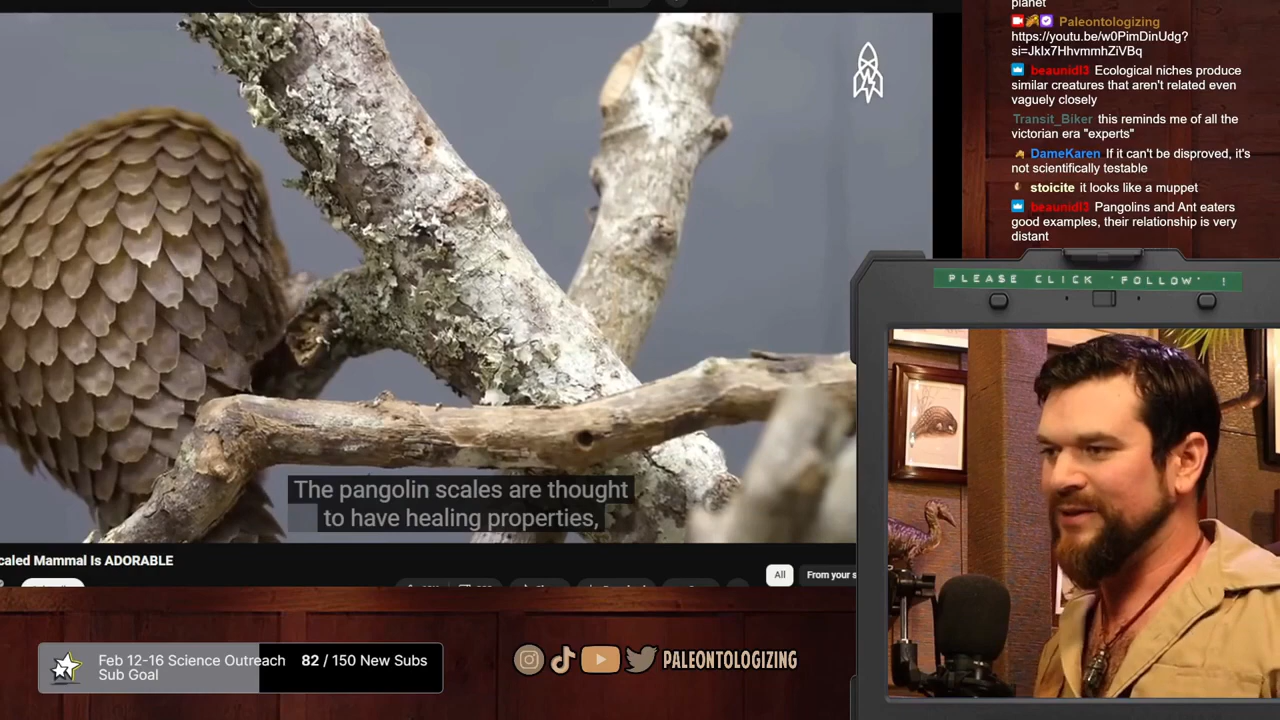 planet
Paleontologizing
https://youtu.be/w0PimDinUdg?
si=Jklx7HhvmmhZiVBq
beaunidl3 Ecological niches produce
similar creatures that aren't related even
vaguely closely
Transit_Biker this reminds me of all the
victorian era "experts"
DameKaren If it can't be disproved, it's
not scientifically testable
stoicite it looks like a muppet
beaunidl3 Pangolins and Ant eaters
good examples, their relationship is very
distant
PLEASE CLICK "FOLLOW" !
The pangolin scales are thought
to have healing properties,
caled Mammal Is ADORABLE
All
From your s
Feb 12-16 Science Outreach
Sub Goal
82 / 150 New Subs
PALEONTOLOGIZING